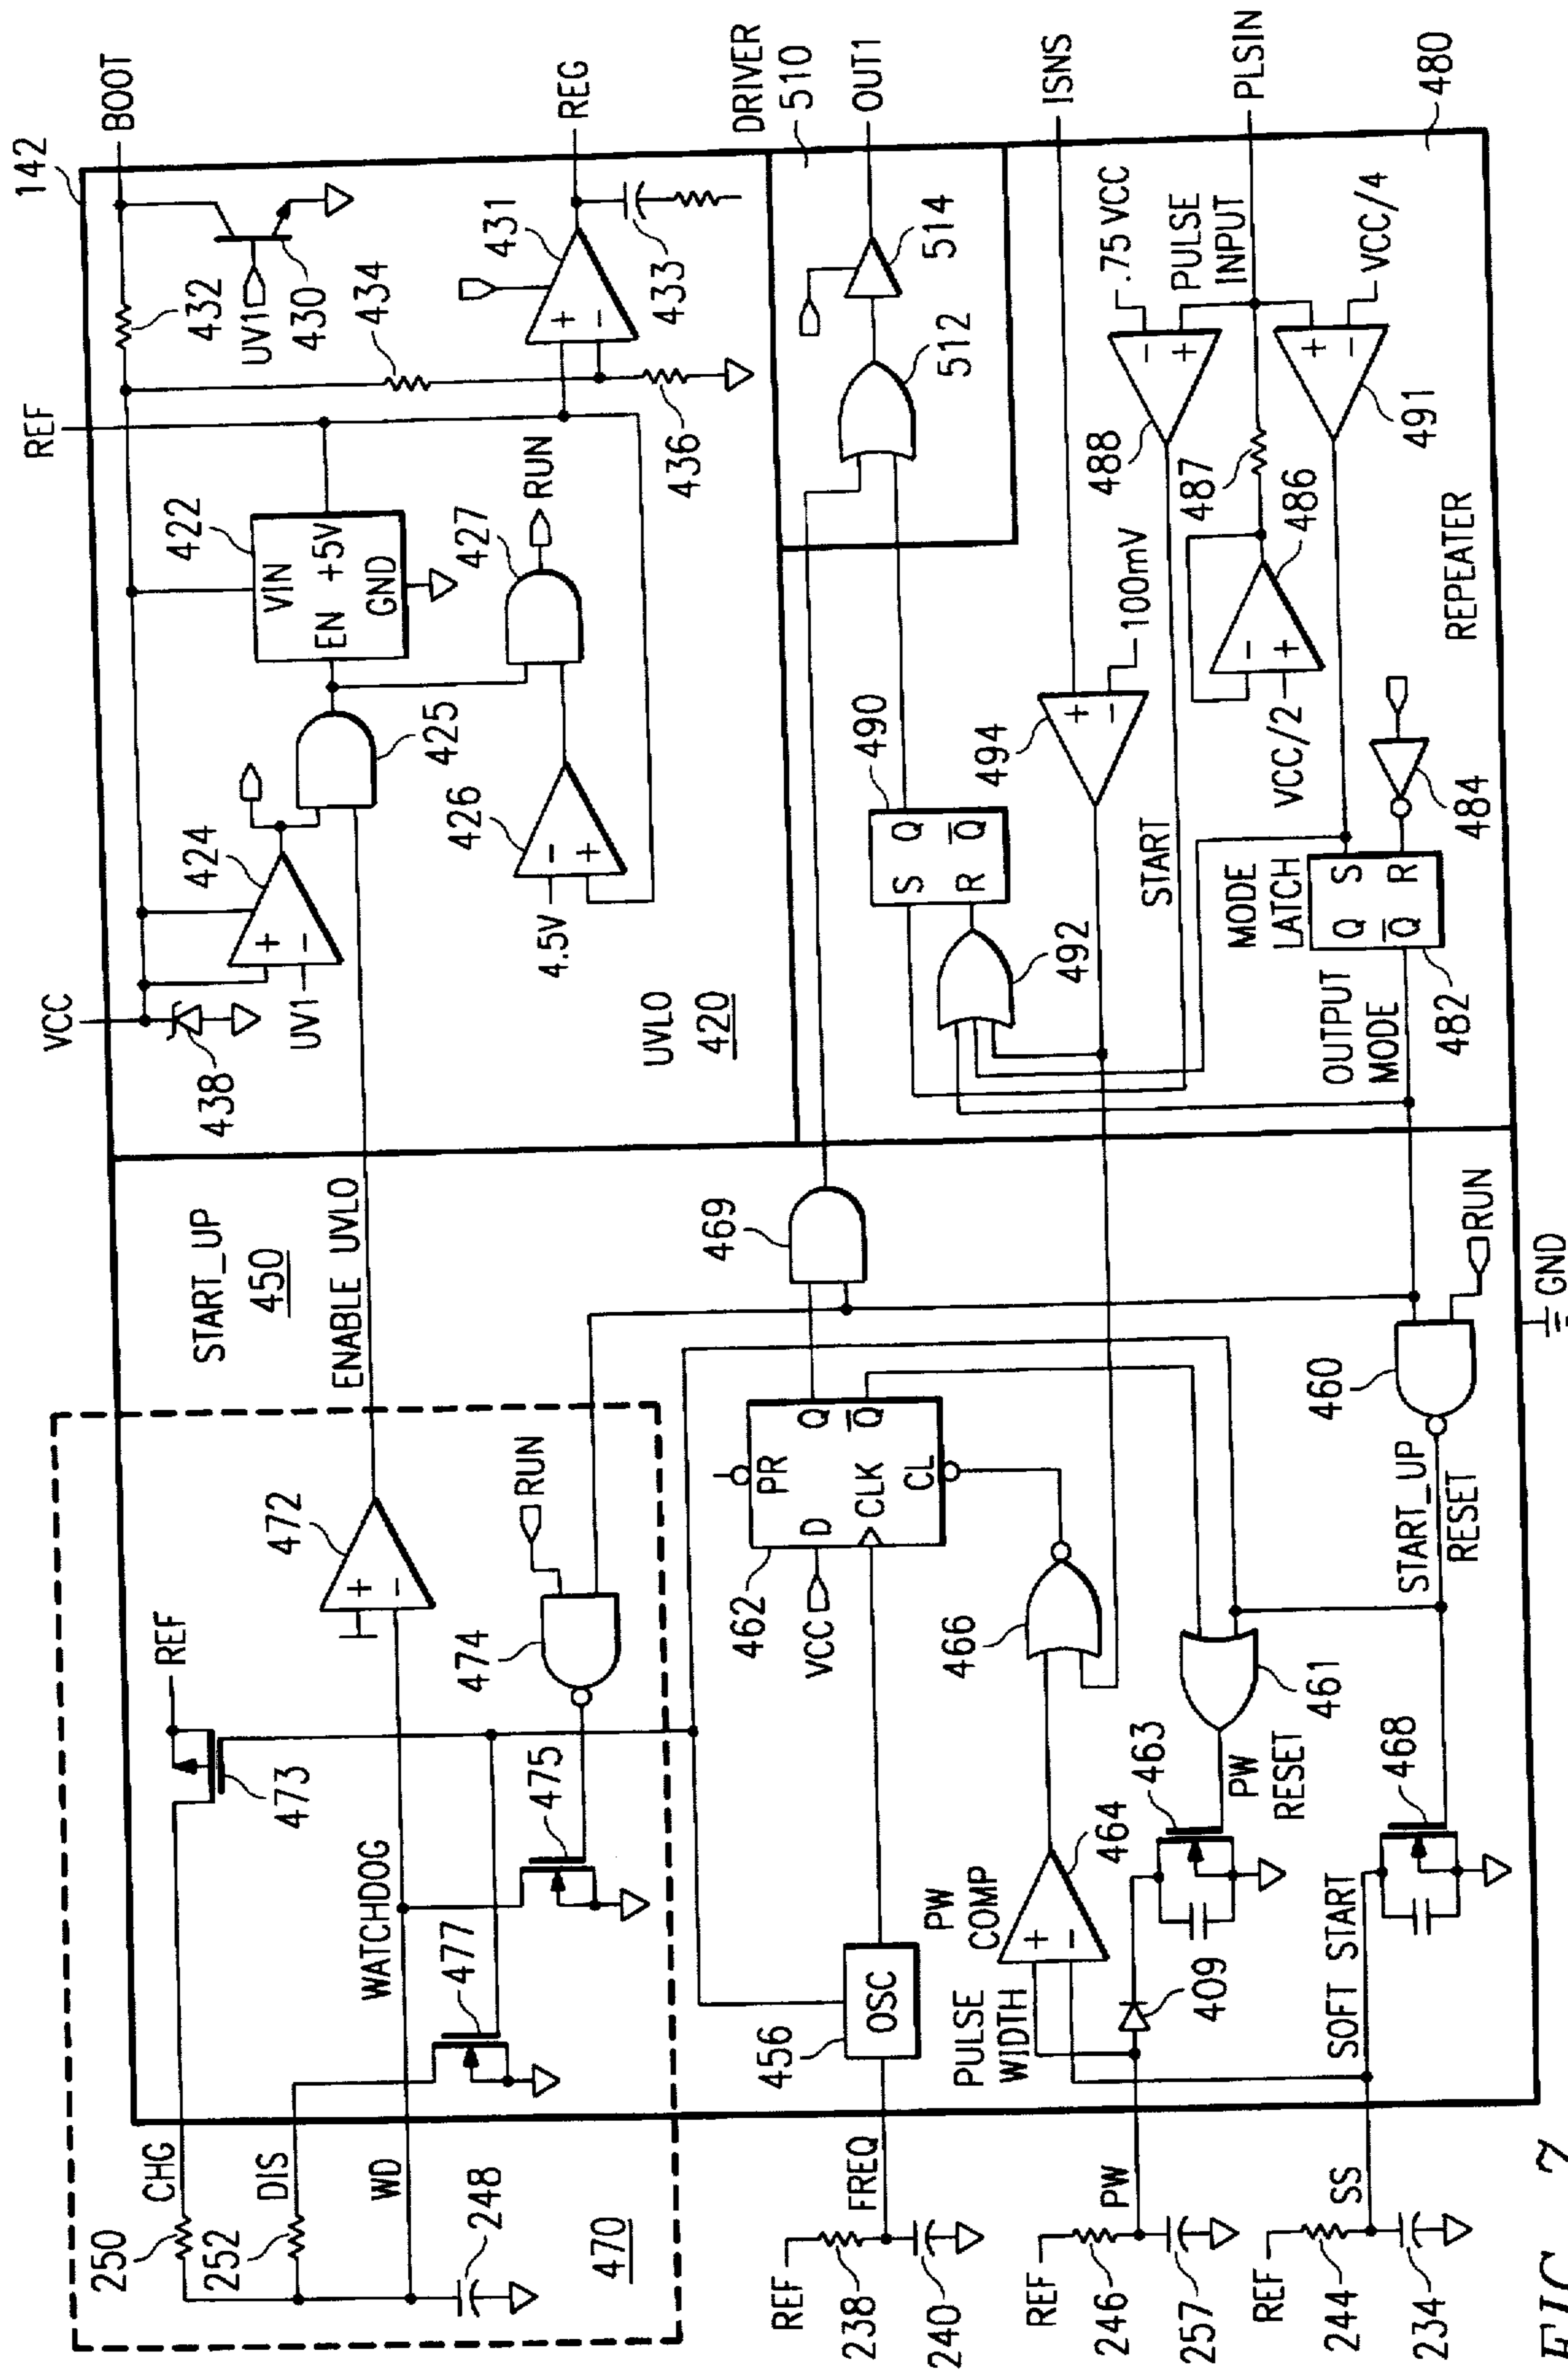 142
BOOT
REF
VCC
432
UV1
430
434
REG
431
433
436
422
VIN
EN +5V
GND
RUN
427
425
424
+
−
UV1
438
4.5V
426
−
+
+
−
UVLO
420
DRIVER
510
OUT1
514
512
ISNS
.75 VCC
PULSE
INPUT
PLSIN
VCC/4
488
487
486
491
−
+
+
−
−
+
VCC/2
100mV
494
+
−
490
S
Q
R
Q
492
START
MODE
LATCH
OUTPUT
MODE
Q
S
Q
R
482
484
REPEATER
480
START_UP
450
ENABLE UVLO
469
REF
473
472
+
−
RUN
474
475
477
WATCHDOG
CHG
DIS
WD
250
252
248
470
PR
D
Q
CLK
Q
CL
462
VCC
456
OSC
FREQ
REF
238
240
466
464
PW
COMP
+
−
PULSE
WIDTH
409
463
PW
RESET
461
PW
REF
246
257
460
RUN
GND
START_UP
RESET
468
SOFT START
SS
REF
244
234
FIG. 7